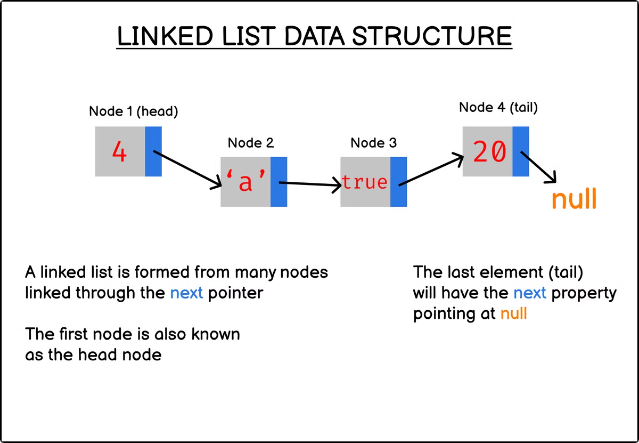 LINKED LIST DATA STRUCTURE
Node 1 (head)
Node 2
Node 3
Node 4 (tail)
4
‘a’
true
20
null
A linked list is formed from many nodes
linked through the next pointer
The first node is also known
as the head node
The last element (tail)
will have the next property
pointing at null